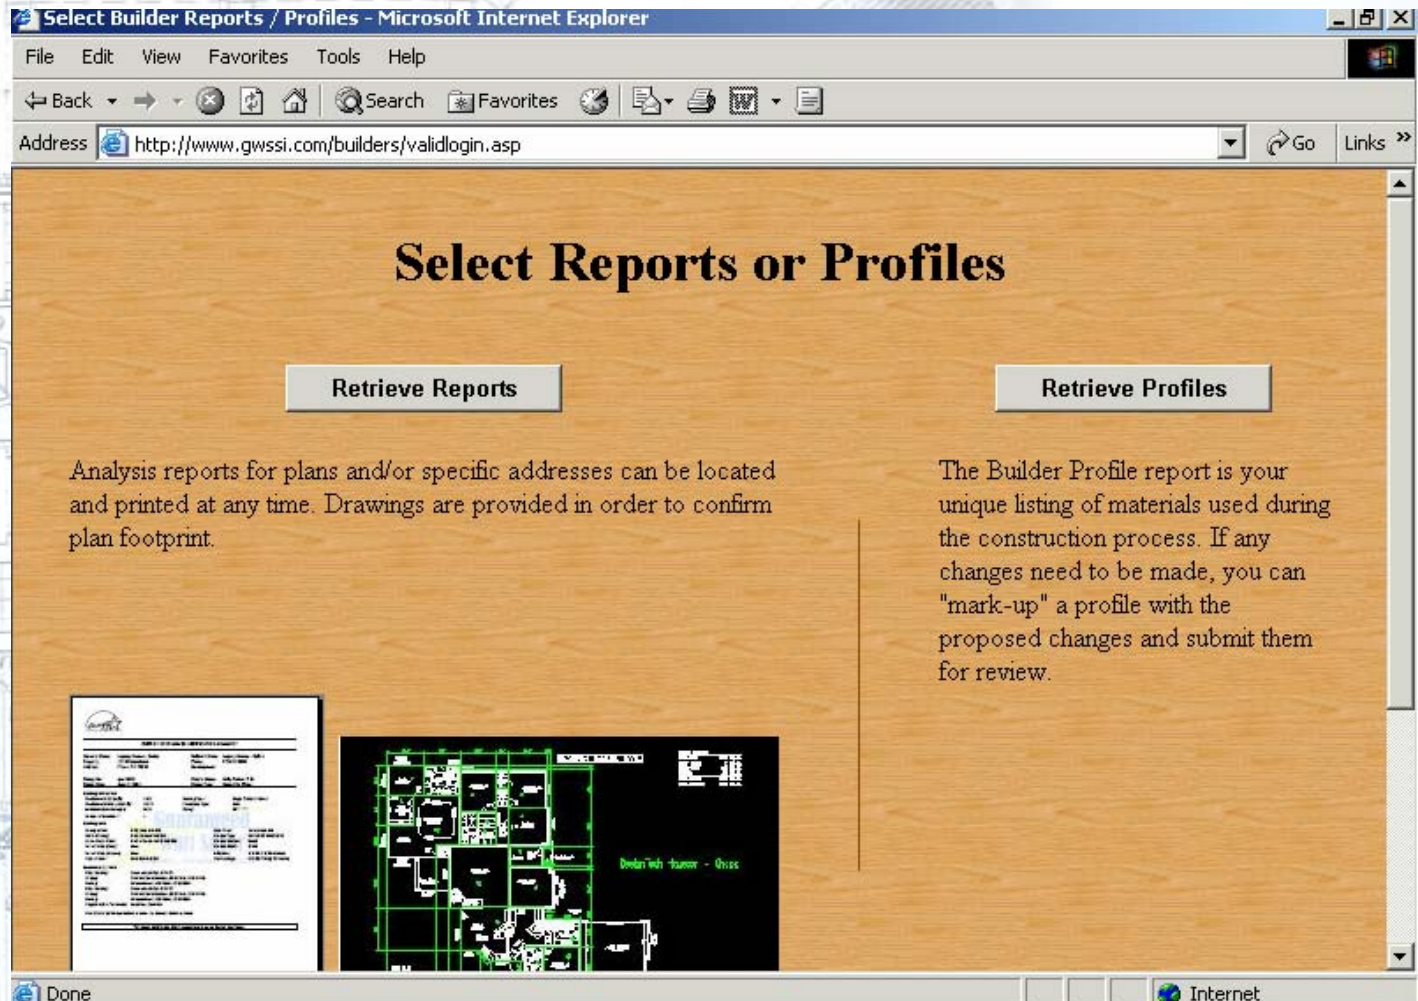 Select Builder Reports / Profiles - Microsoft Internet Explorer
File Edit View Favorites Tools Help
Back Search Favorites
Address http://www.gwssi.com/builders/validlogin.asp Go Links »
Select Reports or Profiles
Retrieve Reports
Analysis reports for plans and/or specific addresses can be located
and printed at any time. Drawings are provided in order to confirm
plan footprint.
Retrieve Profiles
The Builder Profile report is your
unique listing of materials used during
the construction process. If any
changes need to be made, you can
"mark-up" a profile with the
proposed changes and submit them
for review.
Done Internet